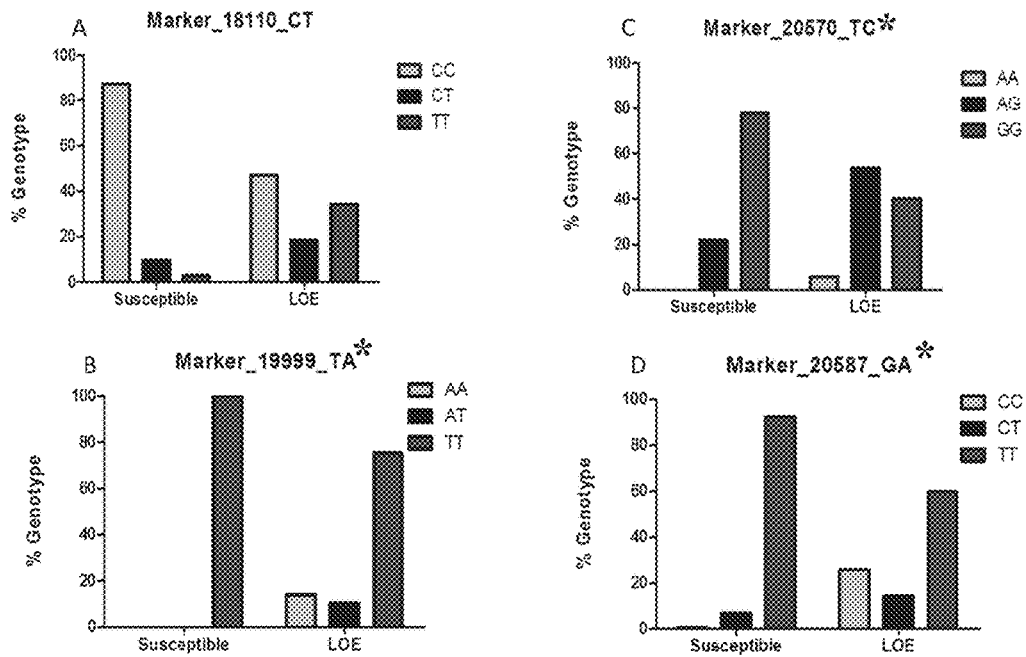 A
Marker_18110_CT
% Genotype
100
80
60
40
20
0
Susceptible
LOE
CC
CT
TT
C
Marker_20570_TC*
% Genotype
100
80
60
40
20
0
Susceptible
LOE
AA
AG
GG
B
Marker_19999_TA*
% Genotype
100
80
60
40
20
0
Susceptible
LOE
AA
AT
TT
D
Marker_20587_GA*
% Genotype
100
80
60
40
20
0
Susceptible
LOE
CC
CT
TT